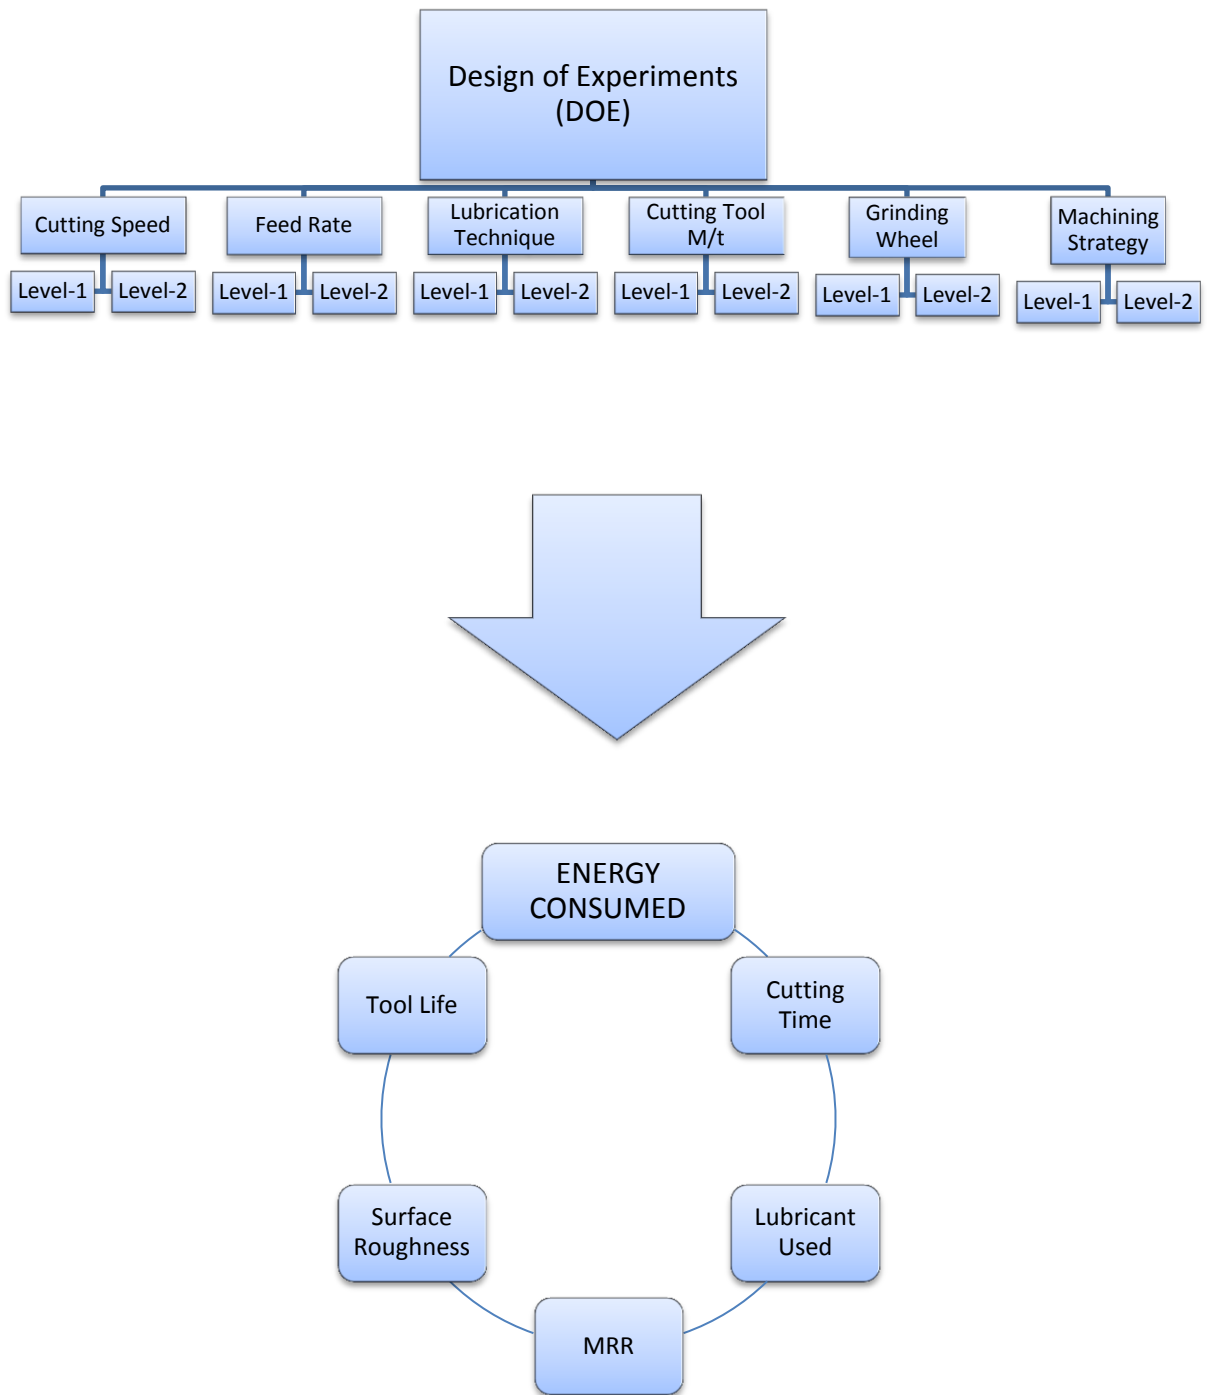 Design of Experiments
(DOE)
Cutting Speed
Feed Rate
Lubrication
Technique
Cutting Tool
M/t
Grinding
Wheel
Machining
Strategy
Level-1
Level-2
Level-1
Level-2
Level-1
Level-2
Level-1
Level-2
Level-1
Level-2
Level-1
Level-2
ENERGY
CONSUMED
Tool Life
Cutting
Time
Surface
Roughness
Lubricant
Used
MRR